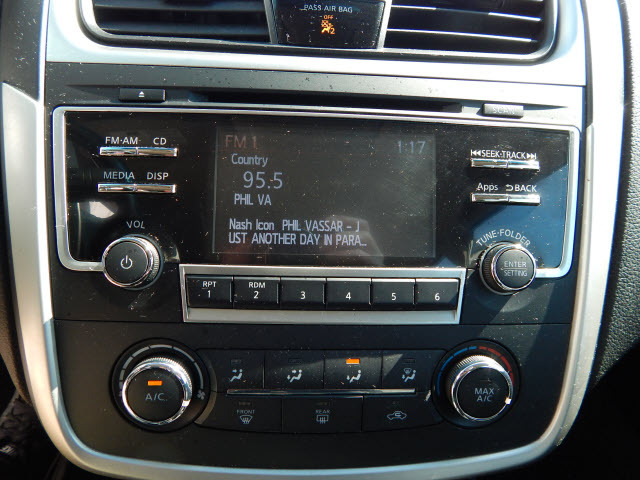 PASS AIR BAG
OFF
2
SCAN
FM·AM CD
MEDIA DISP
VOL
FM 1 1:17
Country
95.5
PHIL VA
Nash Icon PHIL VASSAR - J
UST ANOTHER DAY IN PARA...
SEEK·TRACK
Apps BACK
TUNE·FOLDER
ENTER
SETTING
RPT
1
RDM
2
3
4
5
6
A/C
FRONT
REAR
MAX
A/C